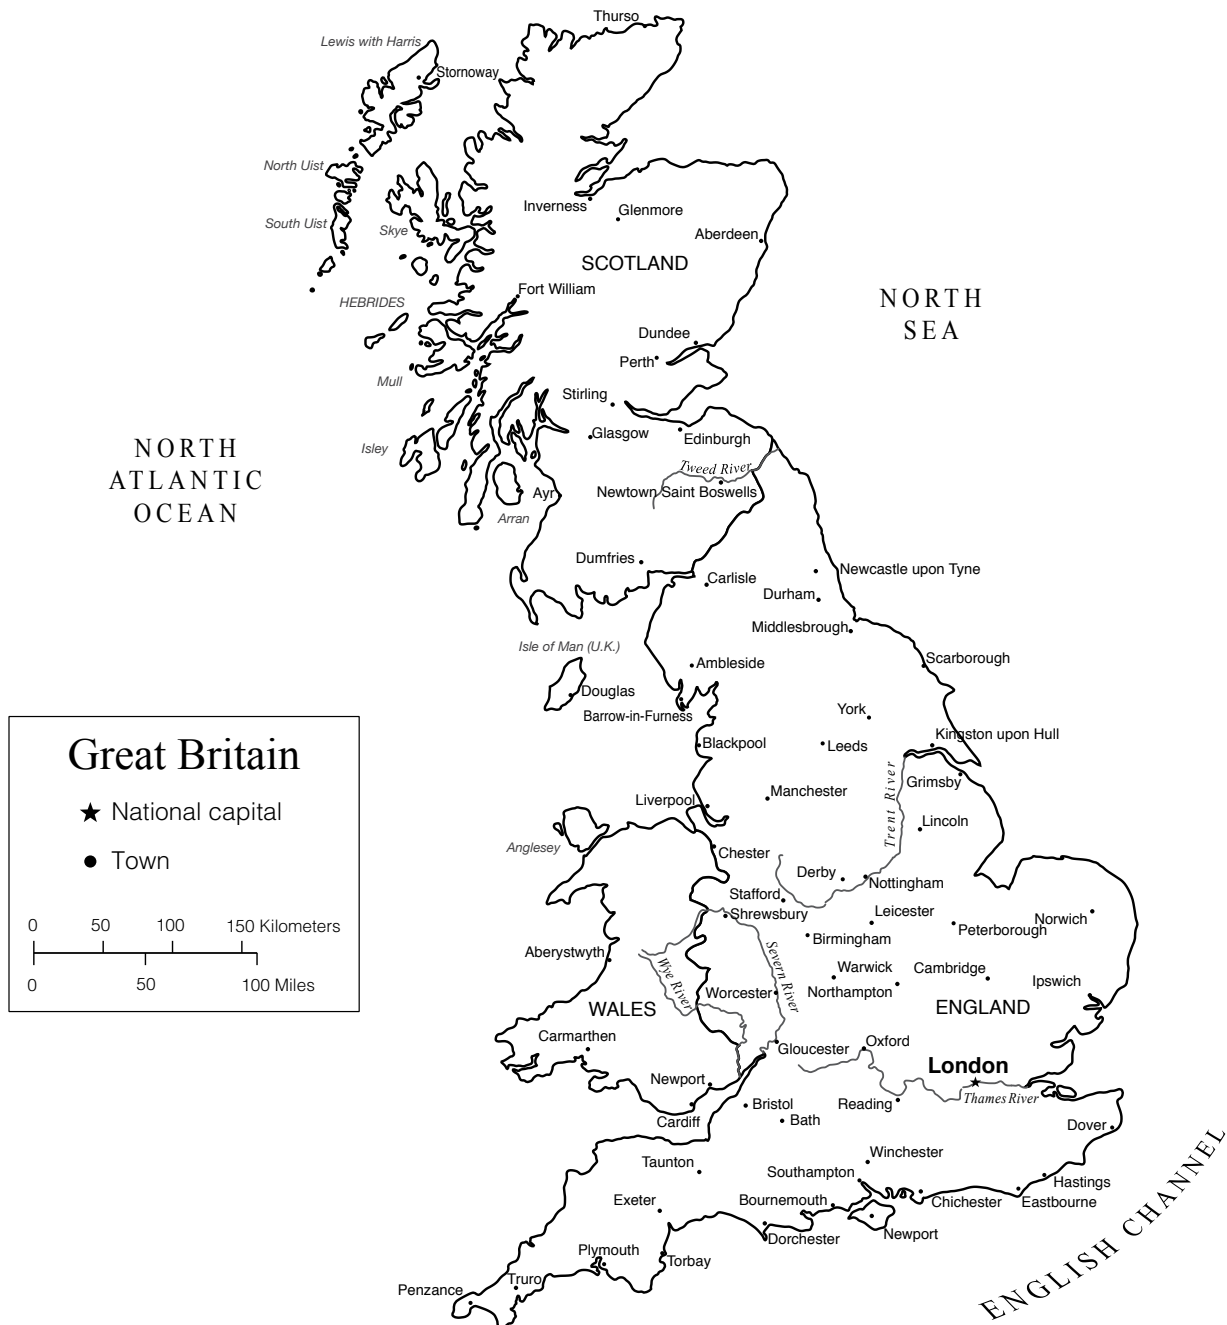 Thurso
Lewis with Harris
Stornoway
North Uist
Inverness
Glenmore
South Uist
Skye
Aberdeen
SCOTLAND
Fort William
HEBRIDES
NORTH
SEA
Dundee
Perth
Mull
Stirling
Glasgow
Edinburgh
Isley
NORTH
ATLANTIC
OCEAN
Tweed River
Newtown Saint Boswells
Ayr
Arran
Dumfries
Carlisle
Newcastle upon Tyne
Durham
Middlesbrough
Isle of Man (U.K.)
Ambleside
Scarborough
Douglas
Barrow-in-Furness
York
Blackpool
Leeds
Kingston upon Hull
Great Britain
National capital
Town
0 50 100 150 Kilometers
0 50 100 Miles
Trent River
Grimsby
Manchester
Liverpool
Lincoln
Anglesey
Chester
Derby
Nottingham
Stafford
Shrewsbury
Leicester
Norwich
Peterborough
Birmingham
Aberystwyth
Wye River
Severn River
Warwick
Cambridge
Ipswich
Northampton
Worcester
WALES
ENGLAND
Carmarthen
Gloucester
Oxford
London
Newport
Thames River
Reading
Bristol
Bath
Cardiff
Dover
Winchester
Taunton
Southampton
Hastings
Exeter
Bournemouth
Chichester
Eastbourne
Dorchester
Newport
ENGLISH CHANNEL
Plymouth
Torbay
Truro
Penzance